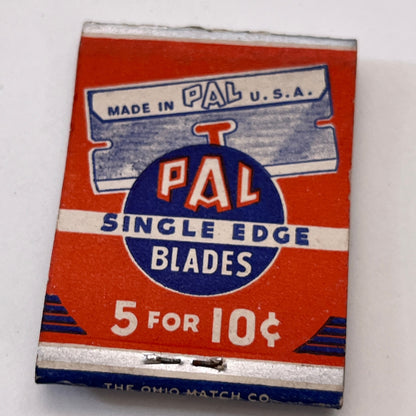 MADE IN PAL U.S.A.
PAL
SINGLE EDGE
BLADES
5 FOR 10¢
THE OHIO MATCH CO.